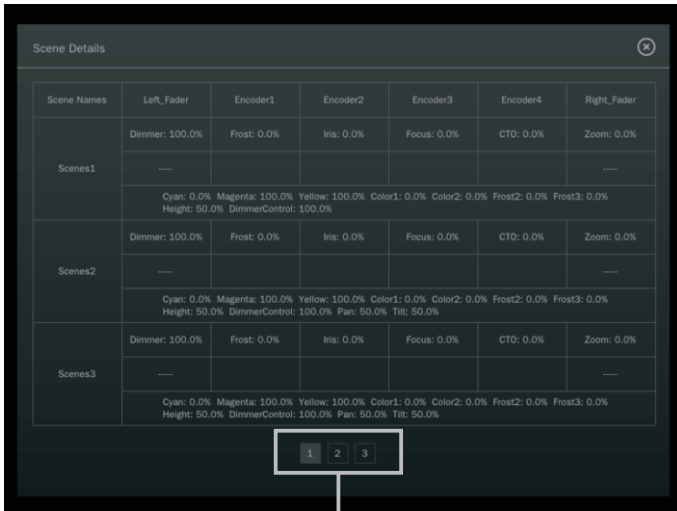 Scene Details
Scene Names Left_Fader Encoder1 Encoder2 Encoder3 Encoder4 Right_Fader
Dimmer: 100.0% Frost: 0.0% Iris: 0.0% Focus: 0.0% CTO: 0.0% Zoom: 0.0%
Scenes1
----- -----
Cyan: 0.0% Magenta: 100.0% Yellow: 100.0% Color1: 0.0% Color2: 0.0% Frost2: 0.0% Frost3: 0.0%
Height: 50.0% DimmerControl: 100.0%
Dimmer: 100.0% Frost: 0.0% Iris: 0.0% Focus: 0.0% CTO: 0.0% Zoom: 0.0%
Scenes2
----- -----
Cyan: 0.0% Magenta: 100.0% Yellow: 100.0% Color1: 0.0% Color2: 0.0% Frost2: 0.0% Frost3: 0.0%
Height: 50.0% DimmerControl: 100.0% Pan: 50.0% Tilt: 50.0%
Dimmer: 100.0% Frost: 0.0% Iris: 0.0% Focus: 0.0% CTO: 0.0% Zoom: 0.0%
Scenes3
----- -----
Cyan: 0.0% Magenta: 100.0% Yellow: 100.0% Color1: 0.0% Color2: 0.0% Frost2: 0.0% Frost3: 0.0%
Height: 50.0% DimmerControl: 100.0% Pan: 50.0% Tilt: 50.0%
1 2 3